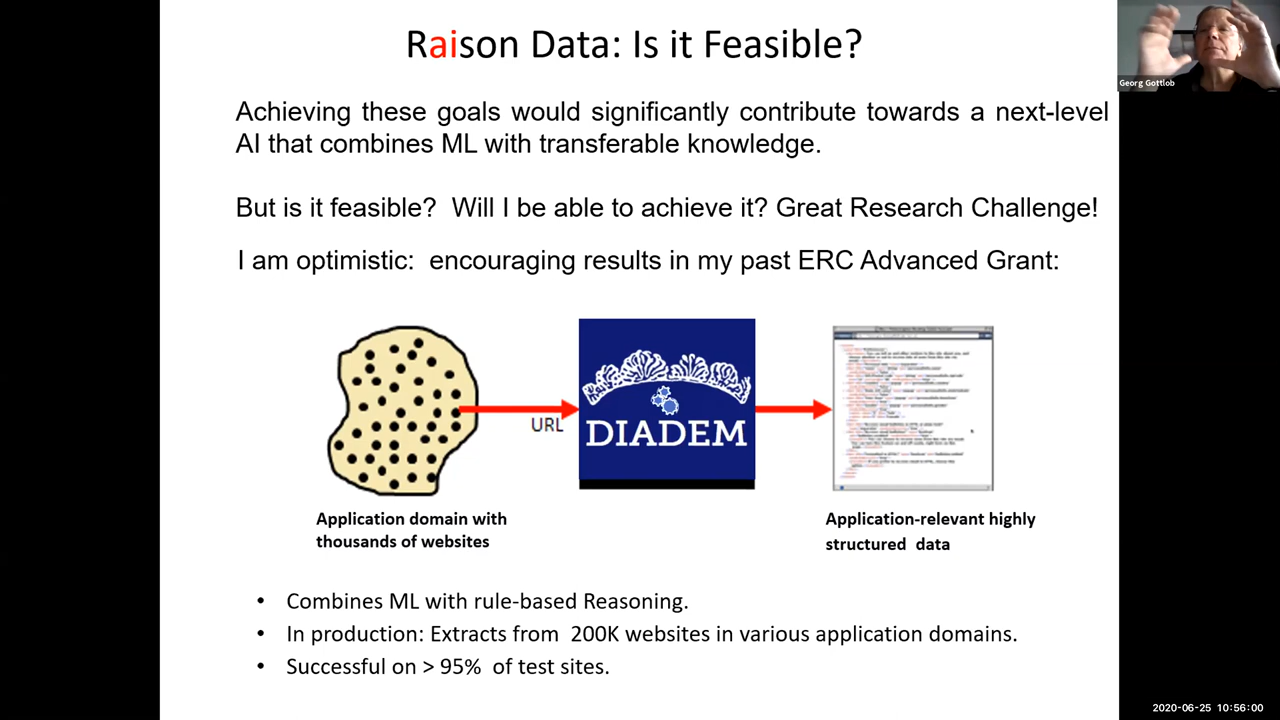 Raison Data: Is it Feasible?
Georg Gottlob
Achieving these goals would significantly contribute towards a next-level
AI that combines ML with transferable knowledge.
But is it feasible? Will I be able to achieve it? Great Research Challenge!
I am optimistic: encouraging results in my past ERC Advanced Grant:
URL
DIADEM
Application domain with
thousands of websites
Application-relevant highly
structured data
• Combines ML with rule-based Reasoning.
• In production: Extracts from 200K websites in various application domains.
• Successful on > 95% of test sites.
2020-06-25 10:56:00